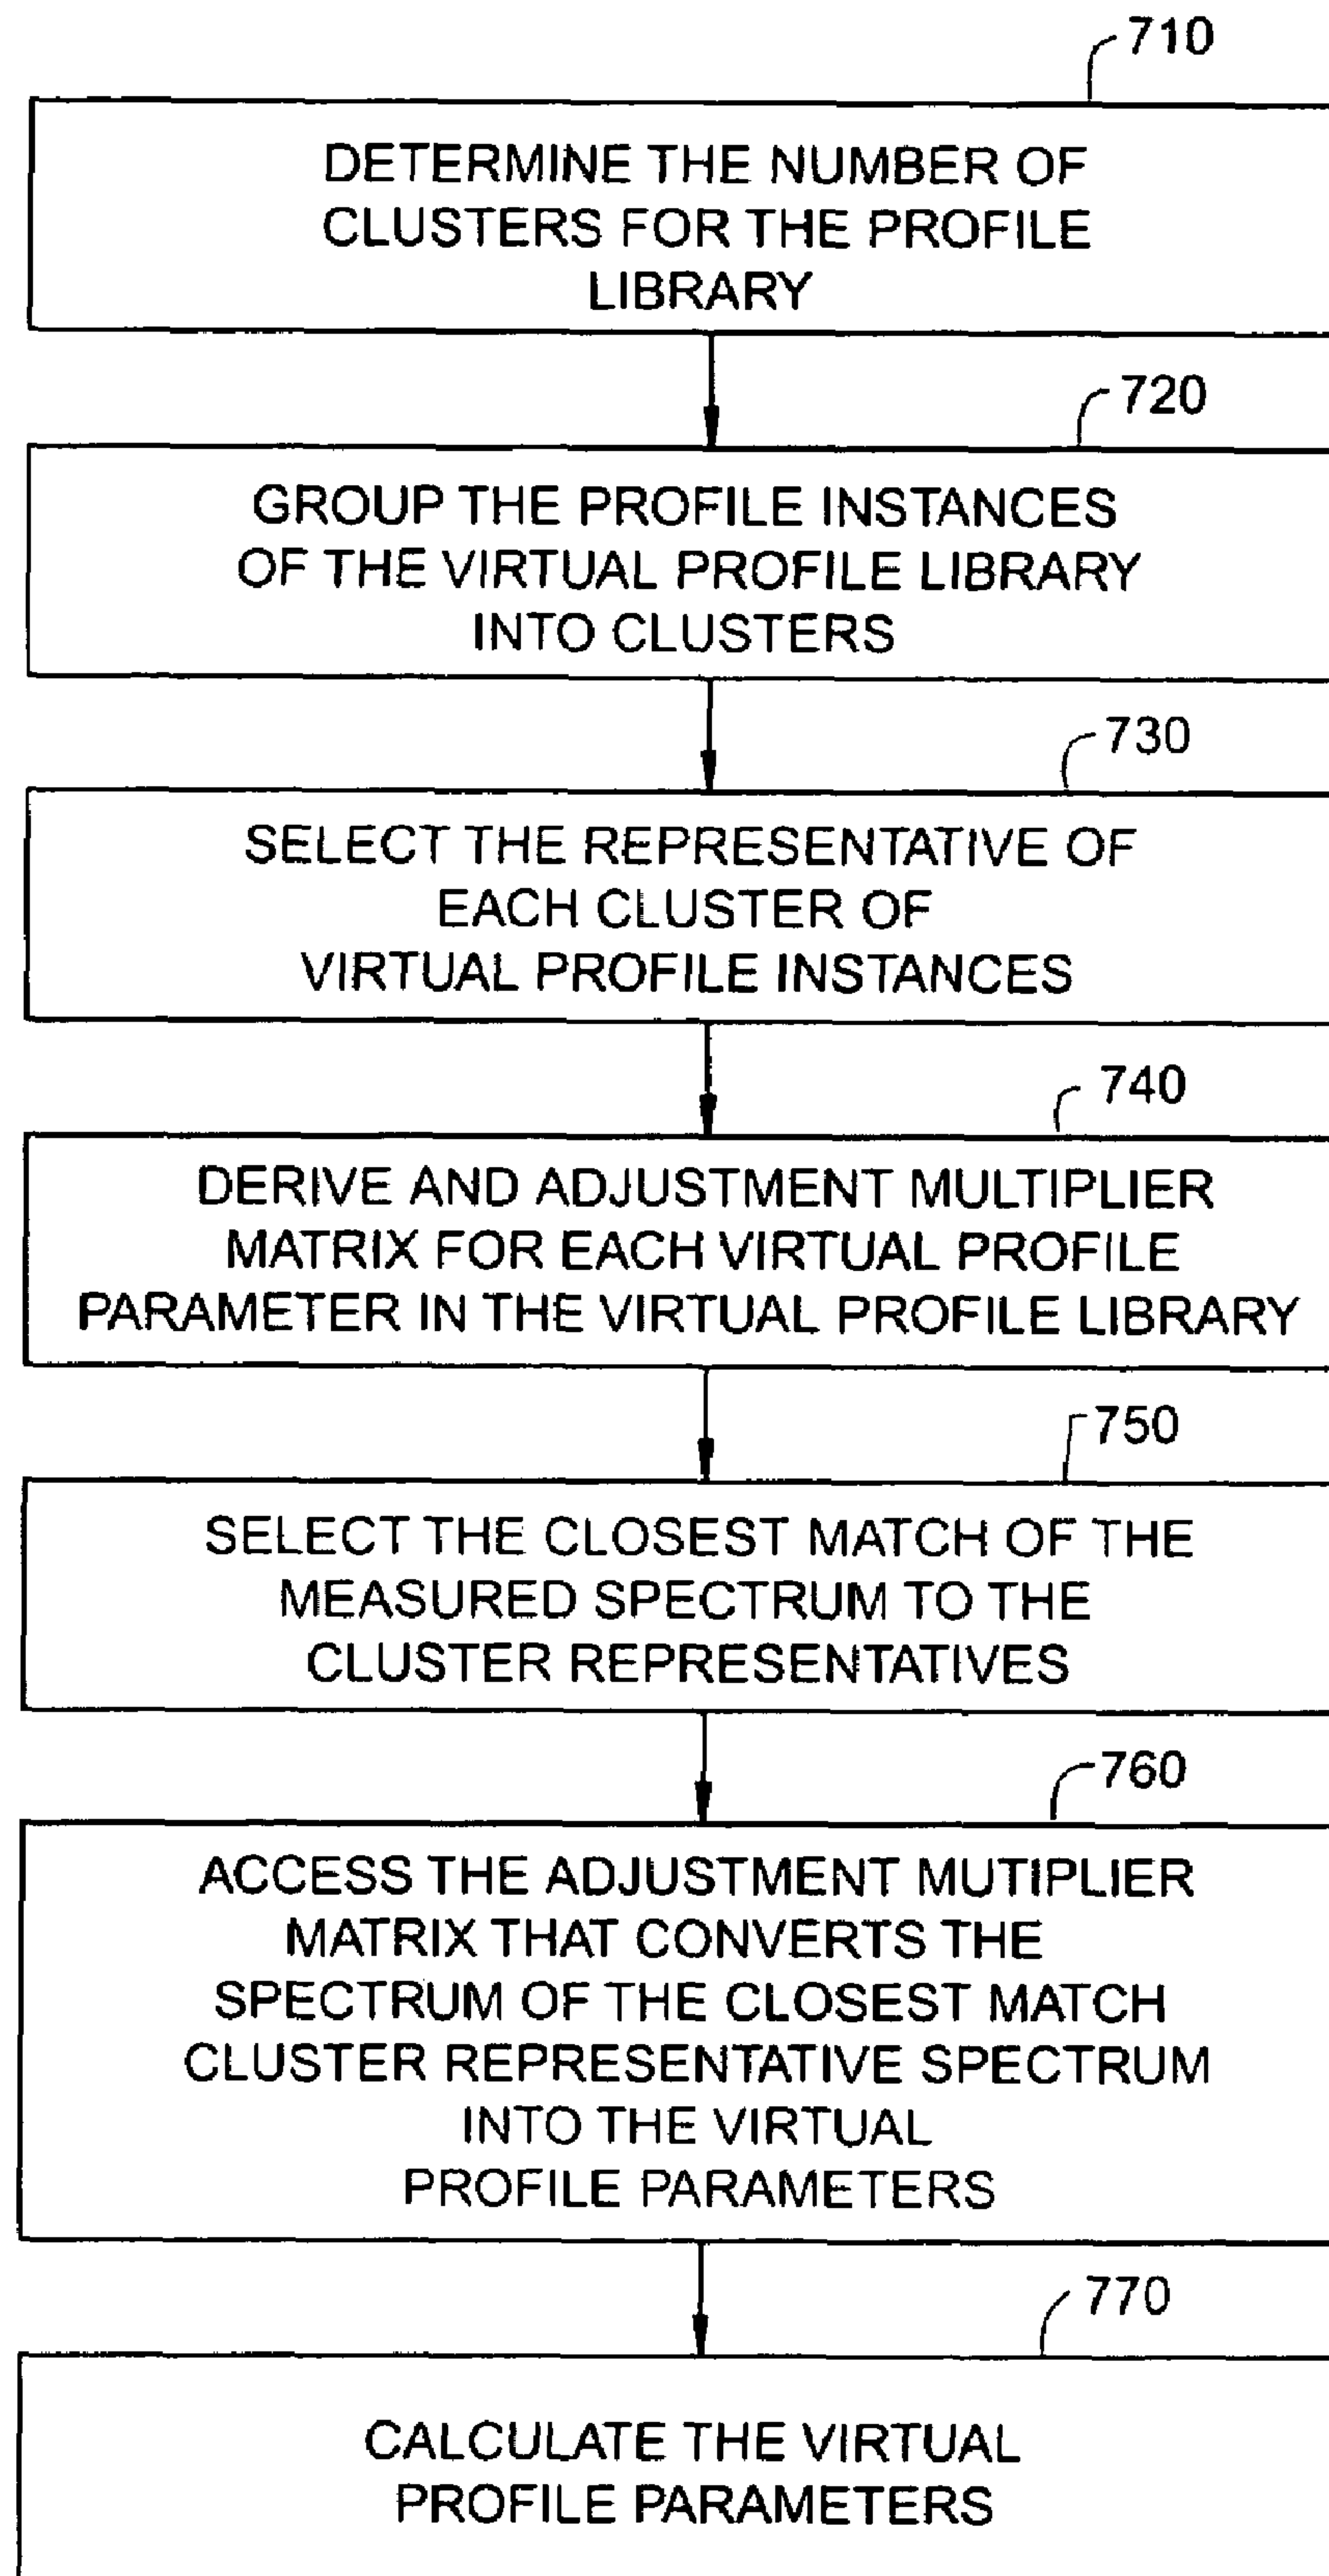 710
DETERMINE THE NUMBER OF
CLUSTERS FOR THE PROFILE
LIBRARY
720
GROUP THE PROFILE INSTANCES
OF THE VIRTUAL PROFILE LIBRARY
INTO CLUSTERS
730
SELECT THE REPRESENTATIVE OF
EACH CLUSTER OF
VIRTUAL PROFILE INSTANCES
740
DERIVE AND ADJUSTMENT MULTIPLIER
MATRIX FOR EACH VIRTUAL PROFILE
PARAMETER IN THE VIRTUAL PROFILE LIBRARY
750
SELECT THE CLOSEST MATCH OF THE
MEASURED SPECTRUM TO THE
CLUSTER REPRESENTATIVES
760
ACCESS THE ADJUSTMENT MUTIPLIER
MATRIX THAT CONVERTS THE
SPECTRUM OF THE CLOSEST MATCH
CLUSTER REPRESENTATIVE SPECTRUM
INTO THE VIRTUAL
PROFILE PARAMETERS
770
CALCULATE THE VIRTUAL
PROFILE PARAMETERS